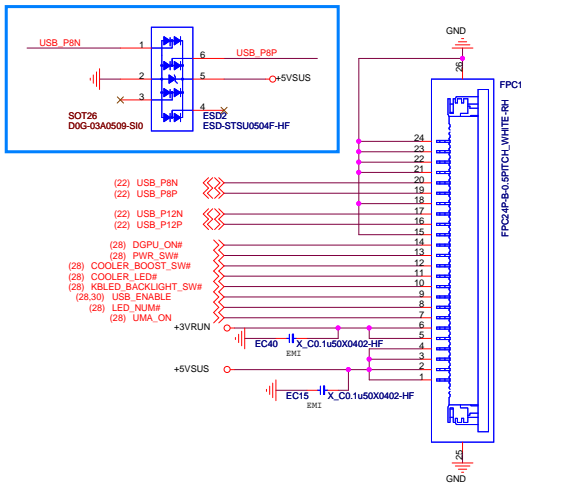 USB_P8N
1
6
USB_P8P
2
5
+5VSUS
3
4
SOT26
D0G-03A0509-SI0
ESD2
ESD-STSU0504F-HF
GND
26
FPC1
FPC24P-B-0.5PITCH_WHITE-RH
24
23
22
21
(22) USB_P8N
20
(22) USB_P8P
19
18
(22) USB_P12N
17
(22) USB_P12P
16
15
(28) DGPU_ON#
14
(28) PWR_SW#
13
(28) COOLER_BOOST_SW#
12
(28) COOLER_LED#
11
(28) KBLED_BACKLIGHT_SW#
10
(28,30) USB_ENABLE
9
(28) LED_NUM#
8
(28) UMA_ON
7
+3VRUN
6
5
EC40
X_C0.1u50X0402-HF
EMI
4
3
+5VSUS
2
1
EC15
X_C0.1u50X0402-HF
EMI
25
GND